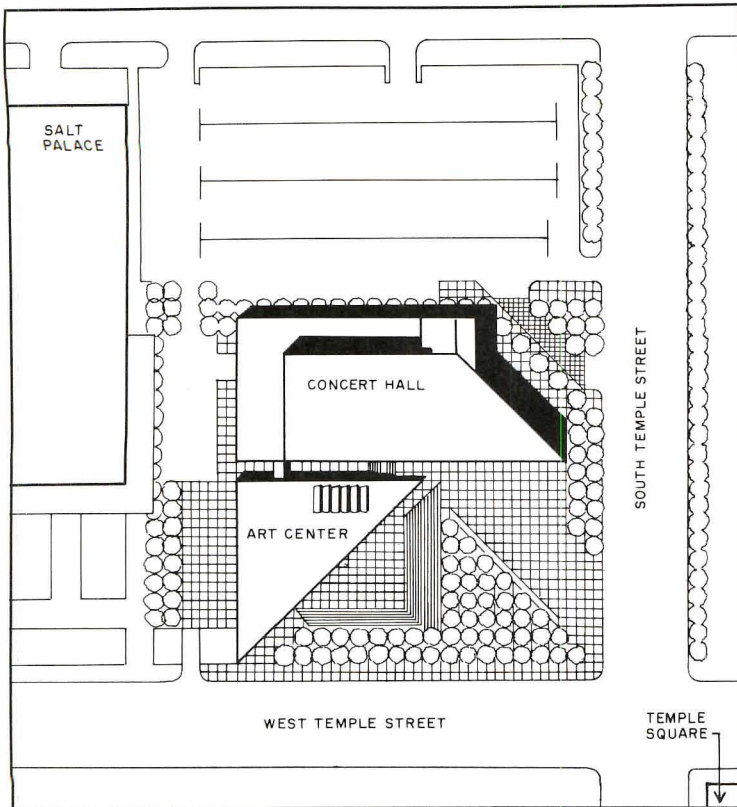 SALT
PALACE
CONCERT HALL
SOUTH TEMPLE STREET
ART CENTER
WEST TEMPLE STREET
TEMPLE
SQUARE